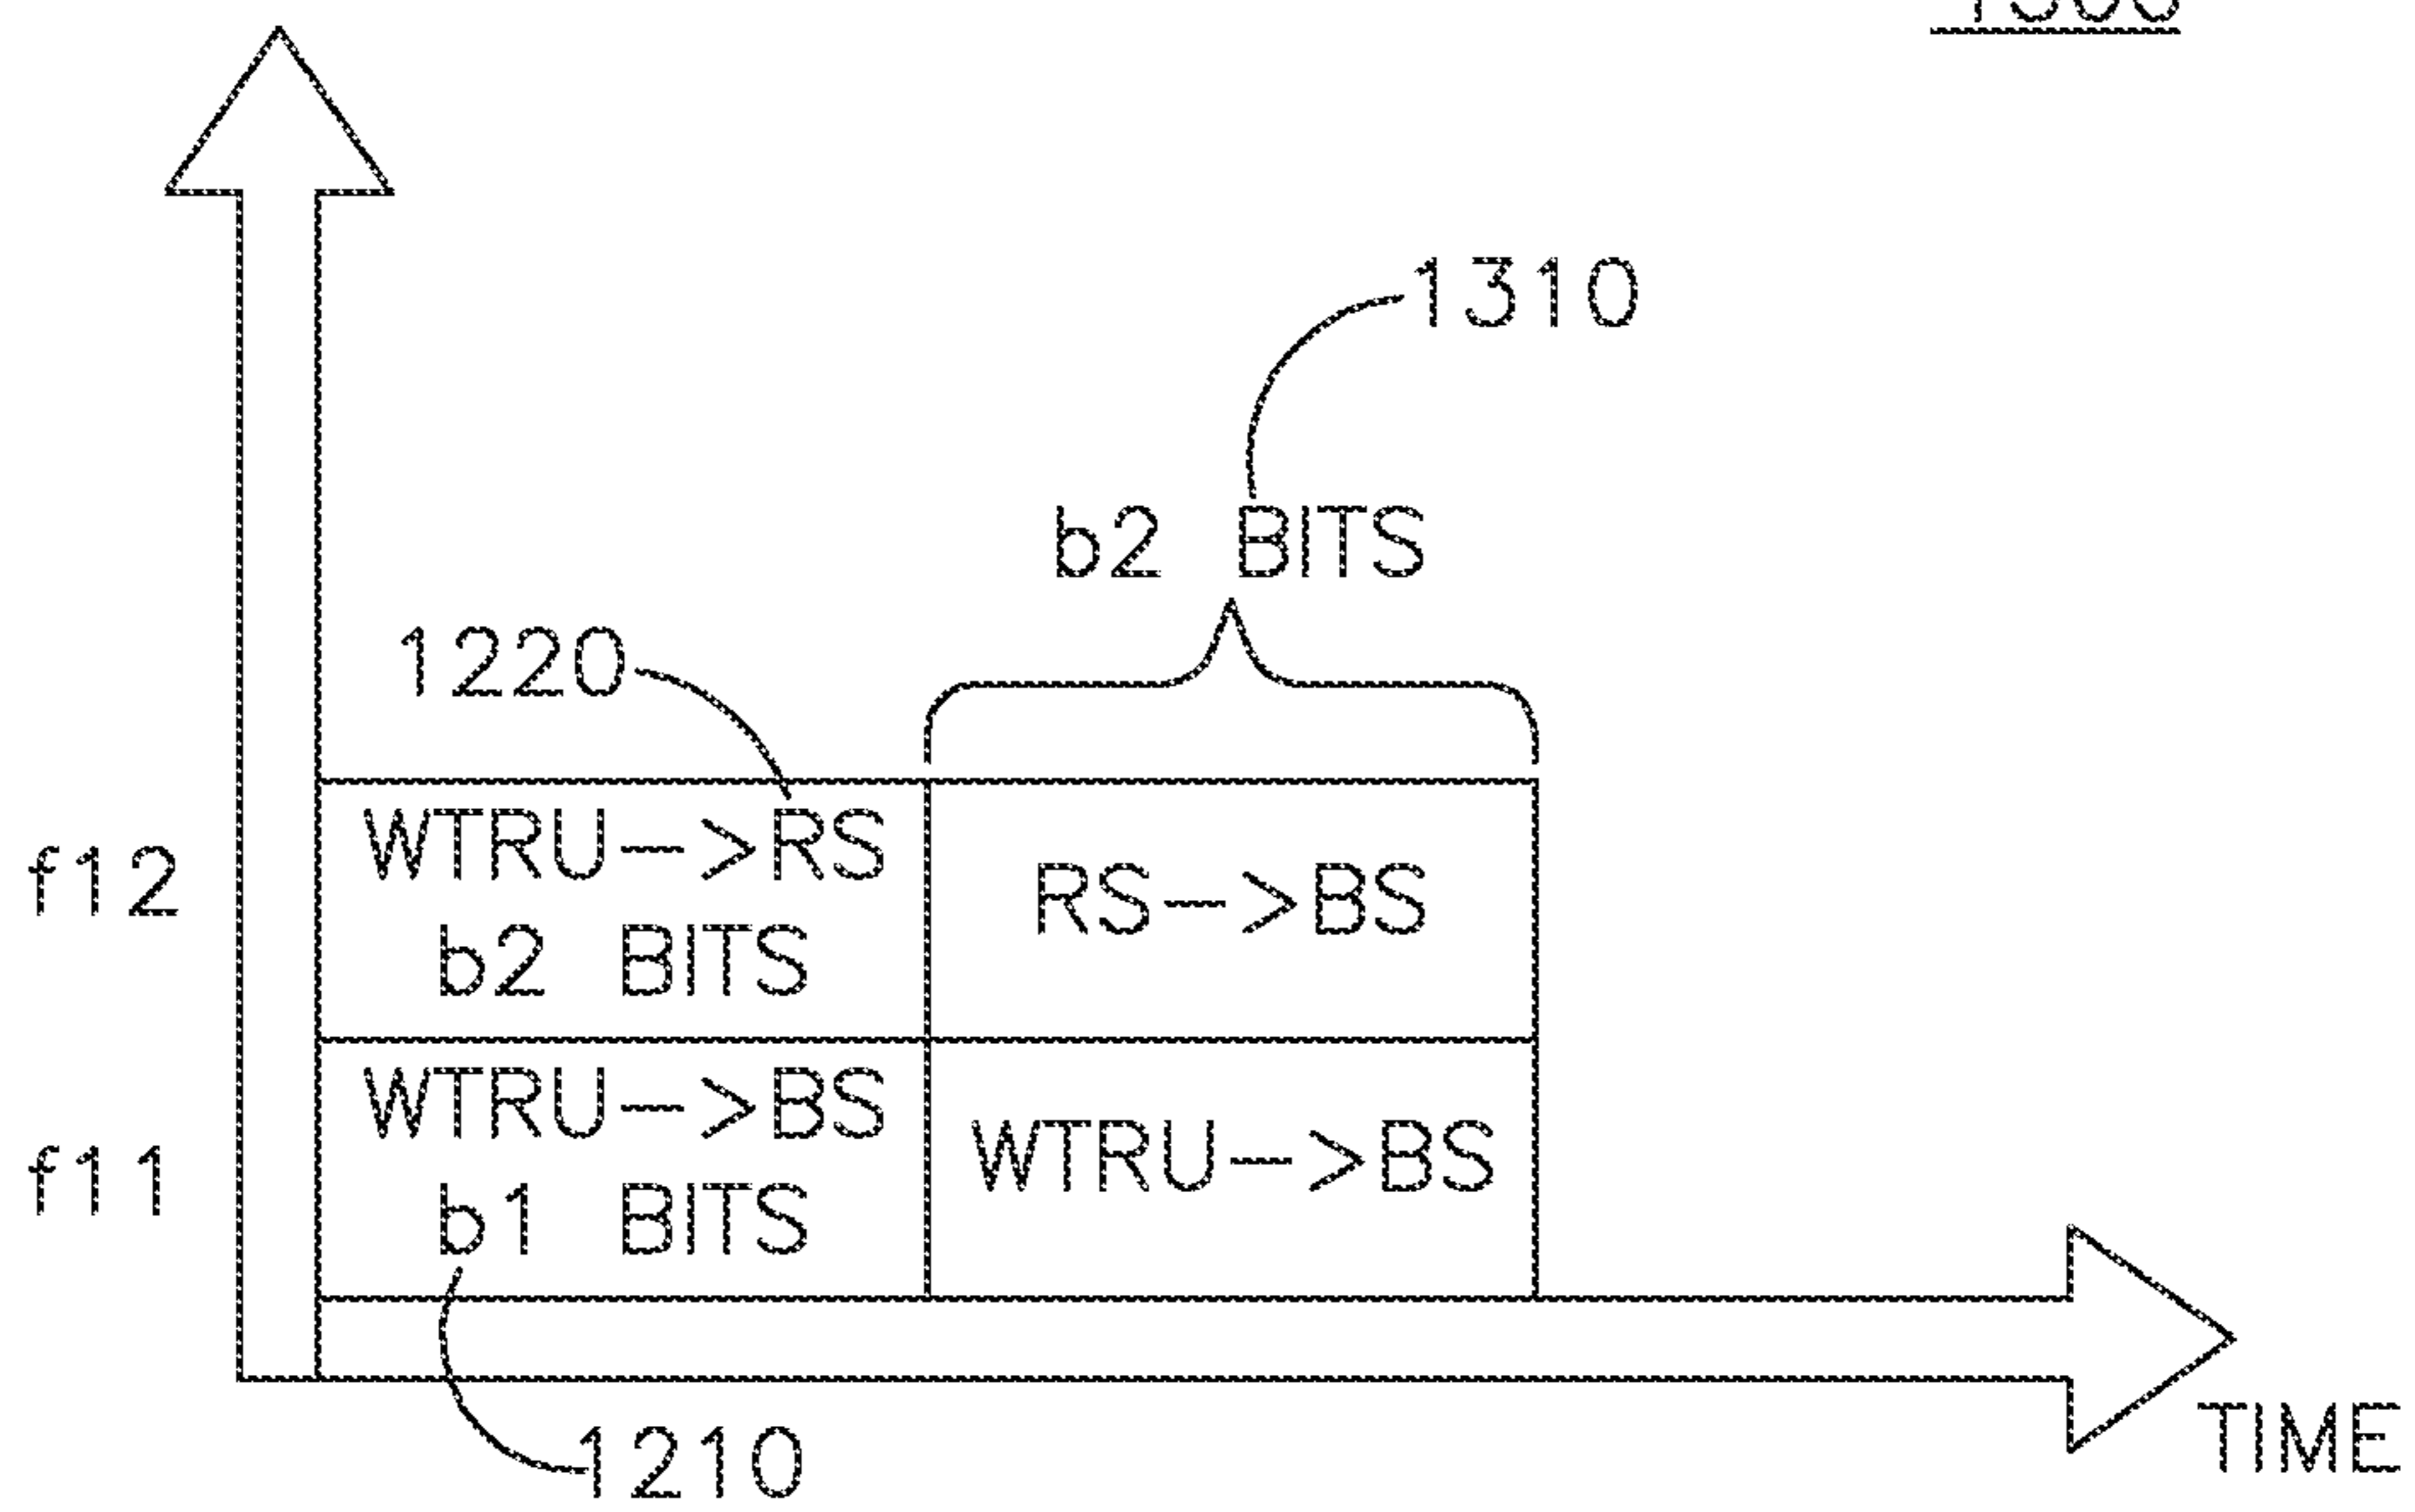 1310
b2 BITS
1220
WTRU-->RS
b2 BITS
RS-->BS
f12
WTRU-->BS
b1 BITS
WTRU-->BS
f11
TIME
1210